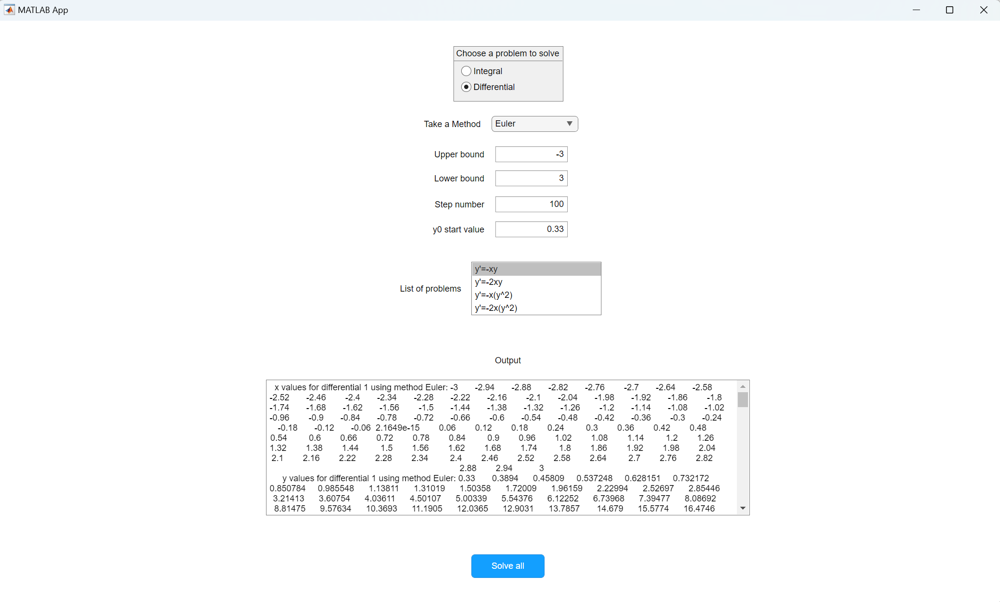 MATLAB App
Choose a problem to solve
Integral
Differential
Take a Method Euler
Upper bound -3
Lower bound 3
Step number 100
y0 start value 0.33
List of problems
y'=-xy
y'=-2xy
y'=-x(y^2)
y'=-2x(y^2)
Output
x values for differential 1 using method Euler: -3 -2.94 -2.88 -2.82 -2.76 -2.7 -2.64 -2.58
-2.52 -2.46 -2.4 -2.34 -2.28 -2.22 -2.16 -2.1 -2.04 -1.98 -1.92 -1.86 -1.8
-1.74 -1.68 -1.62 -1.56 -1.5 -1.44 -1.38 -1.32 -1.26 -1.2 -1.14 -1.08 -1.02
-0.96 -0.9 -0.84 -0.78 -0.72 -0.66 -0.6 -0.54 -0.48 -0.42 -0.36 -0.3 -0.24
-0.18 -0.12 -0.06 2.1649e-15 0.06 0.12 0.18 0.24 0.3 0.36 0.42 0.48
0.54 0.6 0.66 0.72 0.78 0.84 0.9 0.96 1.02 1.08 1.14 1.2 1.26
1.32 1.38 1.44 1.5 1.56 1.62 1.68 1.74 1.8 1.86 1.92 1.98 2.04
2.1 2.16 2.22 2.28 2.34 2.4 2.46 2.52 2.58 2.64 2.7 2.76 2.82
2.88 2.94 3
y values for differential 1 using method Euler: 0.33 0.3894 0.45809 0.537248 0.628151 0.732172
0.850784 0.985548 1.13811 1.31019 1.50358 1.72009 1.96159 2.22994 2.52697 2.85446
3.21413 3.60754 4.03611 4.50107 5.00339 5.54376 6.12252 6.73968 7.39477 8.08692
8.81475 9.57634 10.3693 11.1905 12.0365 12.9031 13.7857 14.679 15.5774 16.4746
Solve all